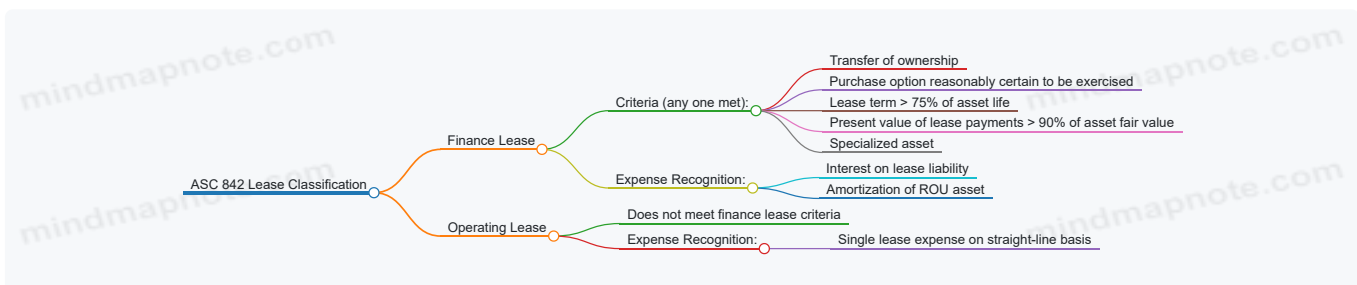 mindmapnote.com
mindmapnote.com
mindmapnote.com
mindmapnote.com
ASC 842 Lease Classification
Finance Lease
Criteria (any one met):
Transfer of ownership
Purchase option reasonably certain to be exercised
Lease term > 75% of asset life
Present value of lease payments > 90% of asset fair value
Specialized asset
Expense Recognition:
Interest on lease liability
Amortization of ROU asset
Operating Lease
Does not meet finance lease criteria
Expense Recognition:
Single lease expense on straight-line basis